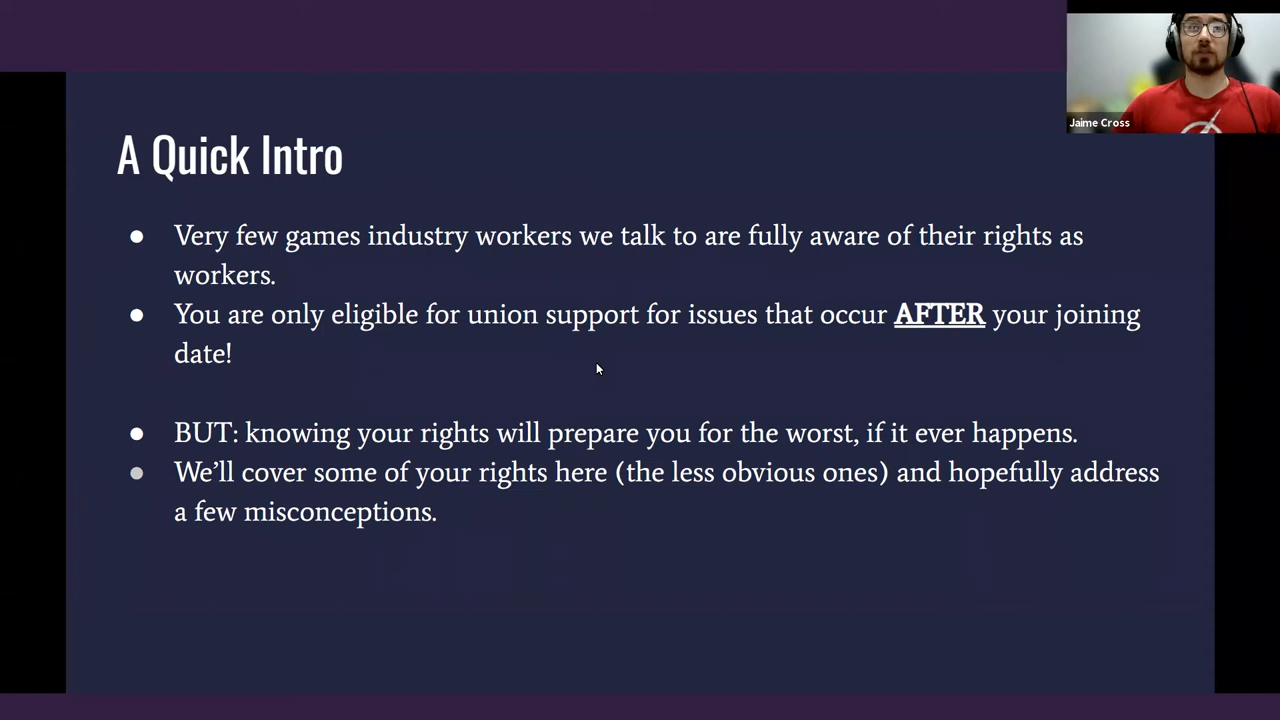 Jaime Cross
A Quick Intro
● Very few games industry workers we talk to are fully aware of their rights as
workers.
● You are only eligible for union support for issues that occur AFTER your joining
date!
● BUT: knowing your rights will prepare you for the worst, if it ever happens.
● We’ll cover some of your rights here (the less obvious ones) and hopefully address
a few misconceptions.